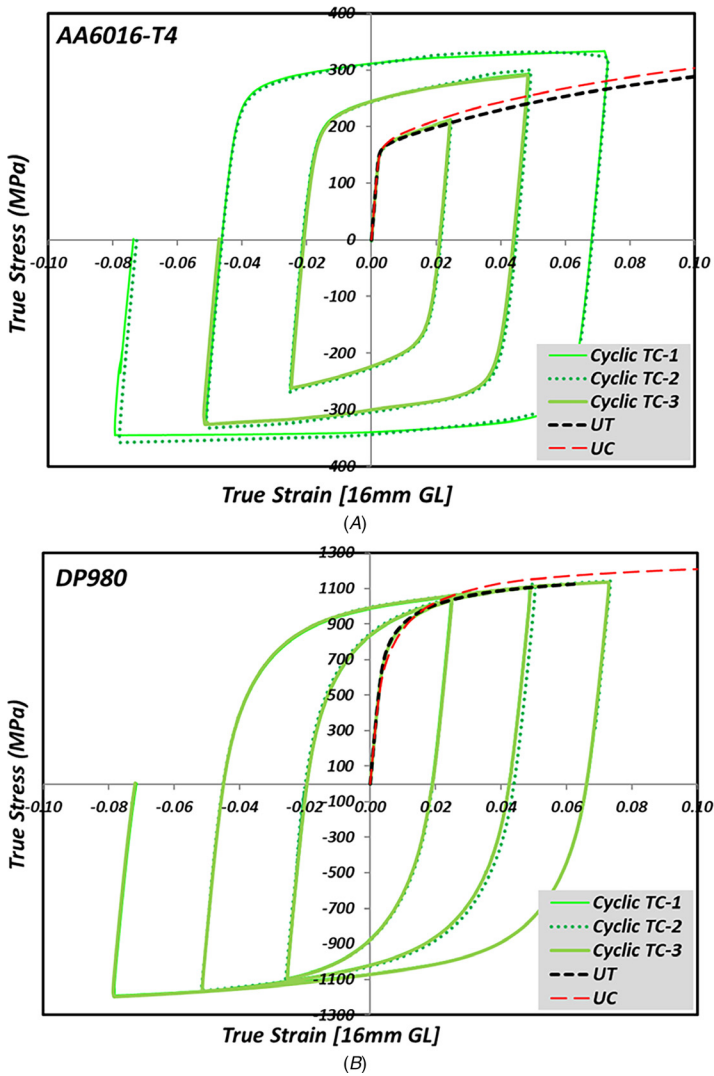 AA6016-T4
True Stress (MPa)
400
300
200
100
0
-100
-200
-300
400
-0.10 -0.08 -0.06 -0.04 -0.02 0.00 0.02 0.04 0.06 0.08 0.10
Cyclic TC-1
Cyclic TC-2
Cyclic TC-3
UT
UC
True Strain [16mm GL]
(A)
DP980
True Stress (MPa)
1300
1100
900
700
500
300
100
-100
-300
-500
-700
-900
-1100
-1300
-0.10 -0.08 -0.06 -0.04 -0.02 0.00 0.02 0.04 0.06 0.08 0.10
Cyclic TC-1
Cyclic TC-2
Cyclic TC-3
UT
UC
True Strain [16mm GL]
(B)